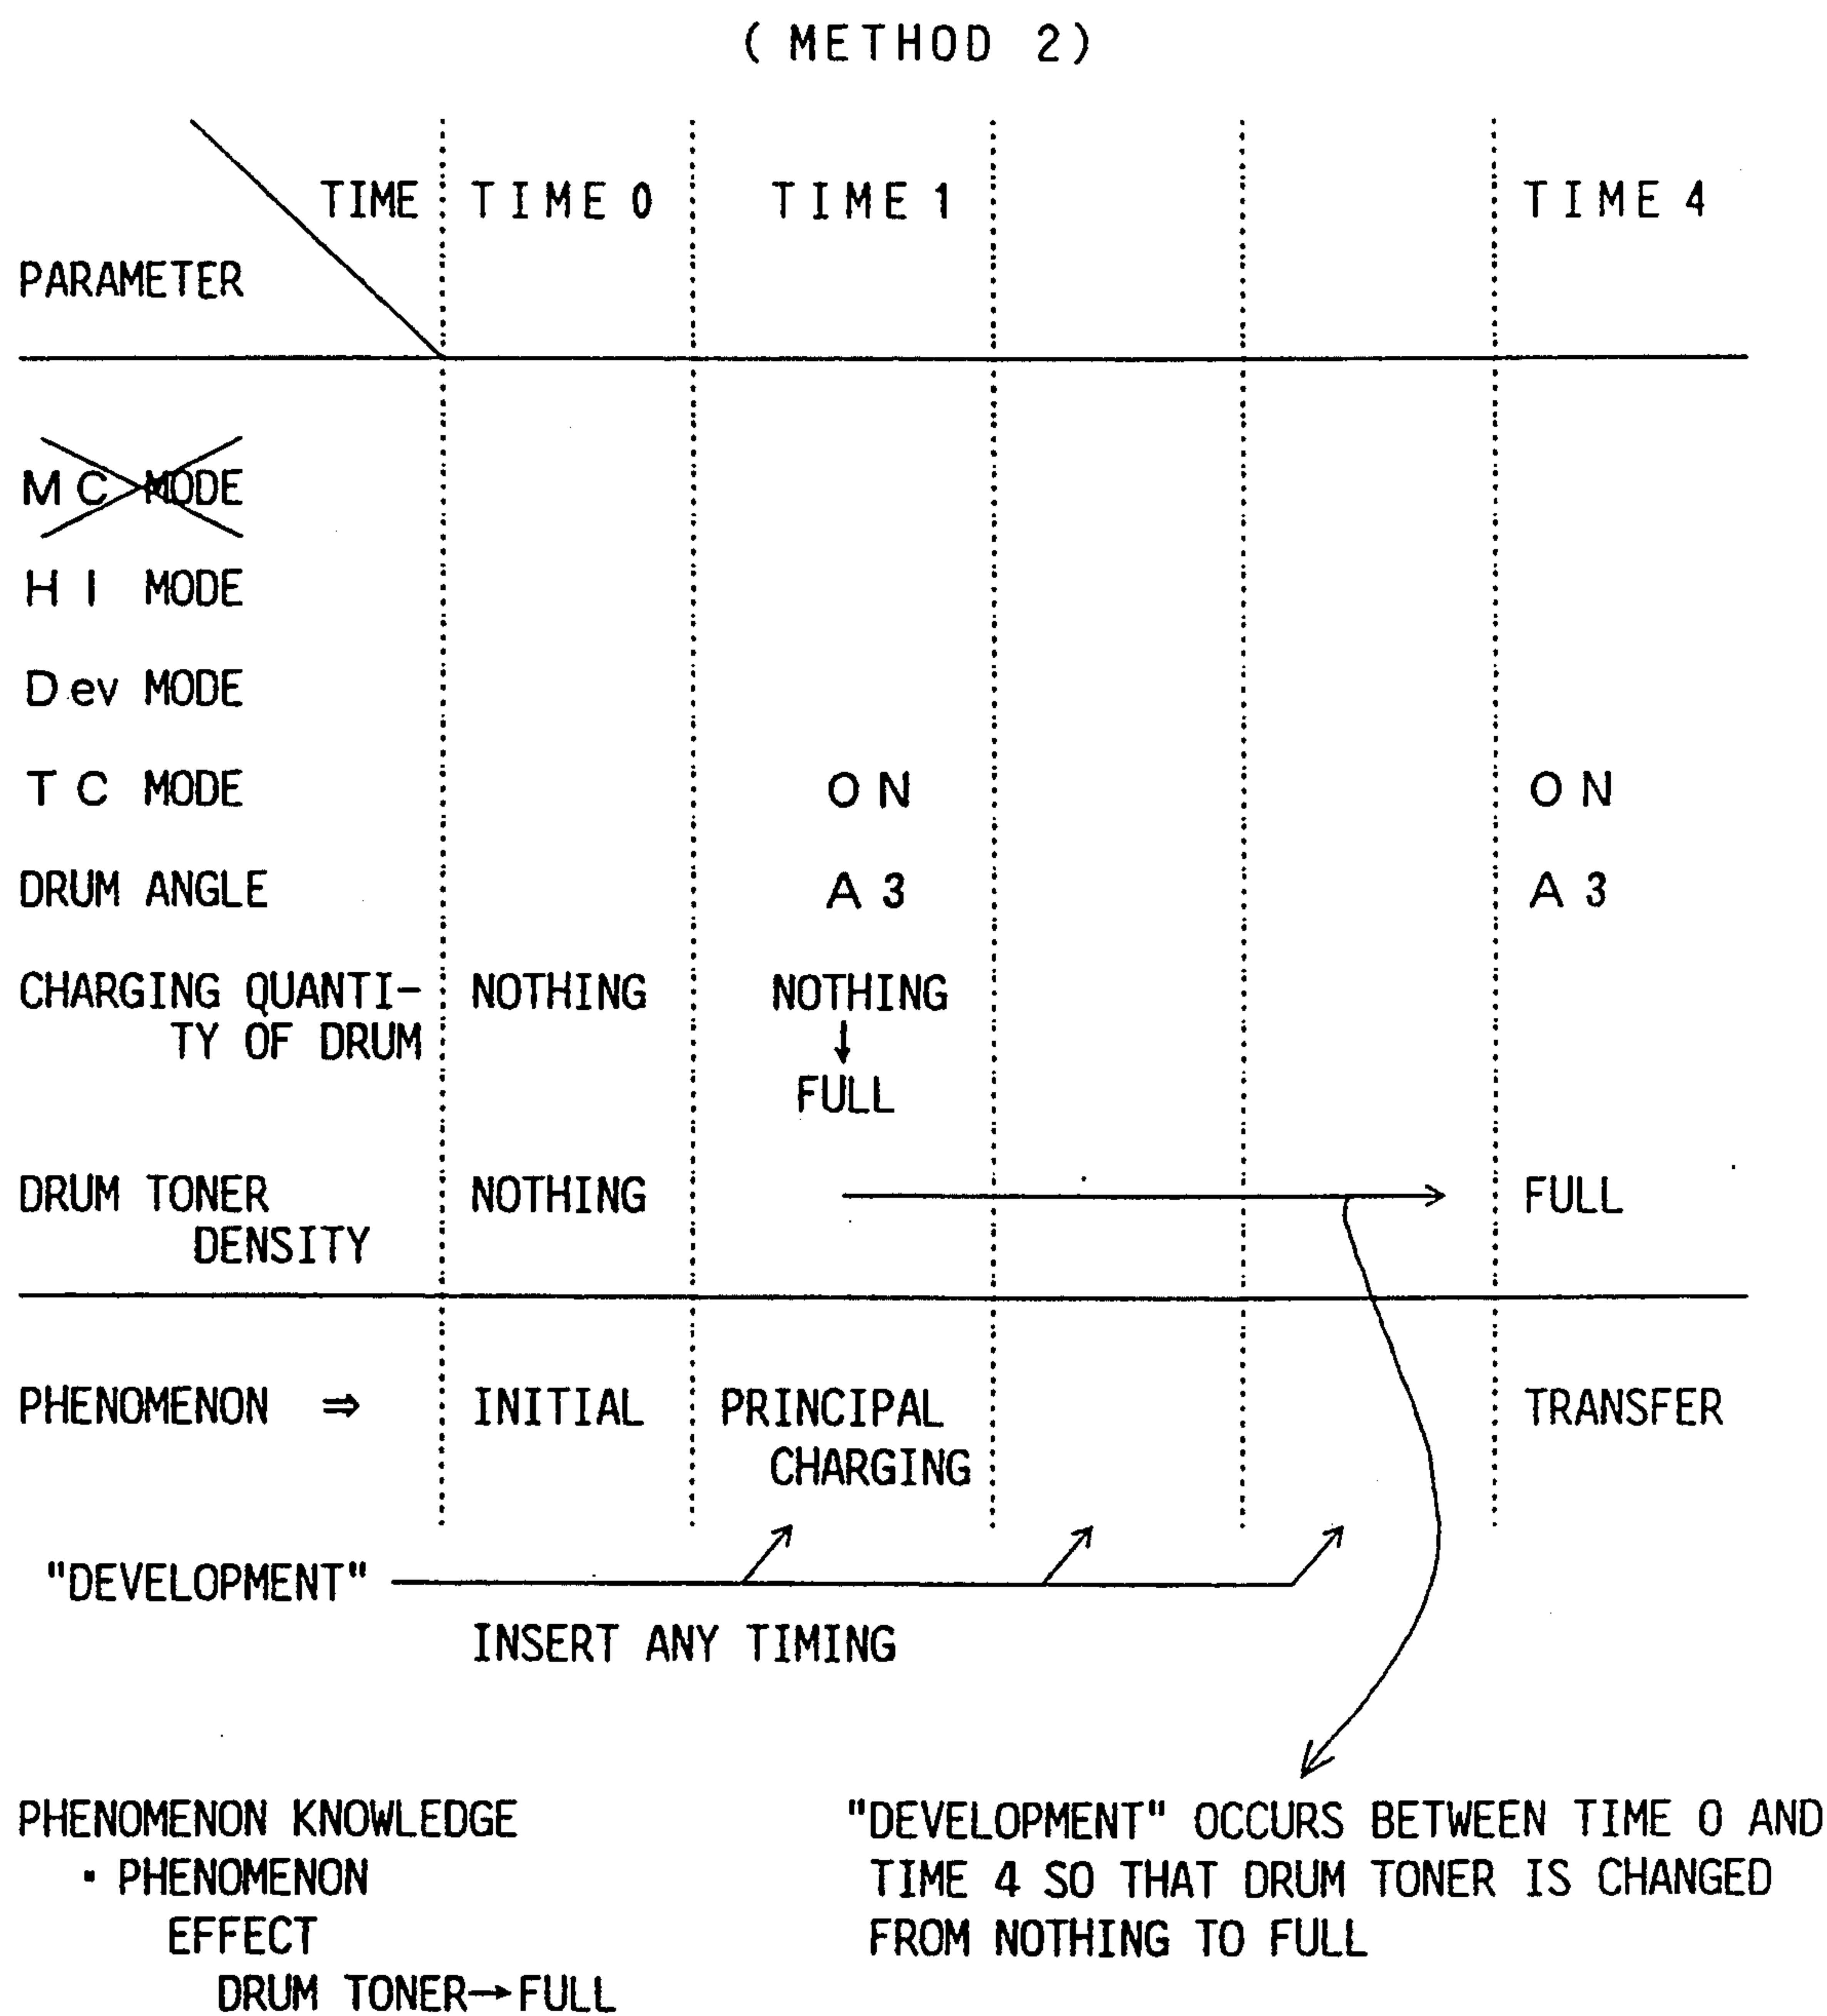 ( METHOD 2)
TIME TIME 0 TIME 1 TIME 4
PARAMETER
MC MODE
HI MODE
Dev MODE
TC MODE ON ON
DRUM ANGLE A3 A3
CHARGING QUANTI- NOTHING NOTHING
TY OF DRUM ↓
FULL
DRUM TONER NOTHING FULL
DENSITY
PHENOMENON ⇒ INITIAL PRINCIPAL TRANSFER
CHARGING
"DEVELOPMENT"
INSERT ANY TIMING
PHENOMENON KNOWLEDGE
▪ PHENOMENON
EFFECT
DRUM TONER→FULL
"DEVELOPMENT" OCCURS BETWEEN TIME 0 AND
TIME 4 SO THAT DRUM TONER IS CHANGED
FROM NOTHING TO FULL